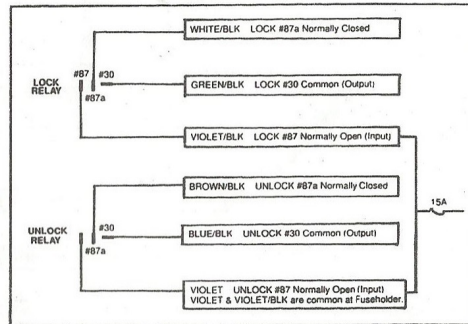 WHITE/BLK LOCK #87a Normally Closed
#87
#30
LOCK
RELAY
GREEN/BLK LOCK #30 Common (Output)
#87a
VIOLET/BLK LOCK #87 Normally Open (Input)
BROWN/BLK UNLOCK #87a Normally Closed
15A
#30
UNLOCK
RELAY
BLUE/BLK UNLOCK #30 Common (Output)
#87a
VIOLET UNLOCK #87 Normally Open (Input)
VIOLET & VIOLET/BLK are common at Fuseholder.